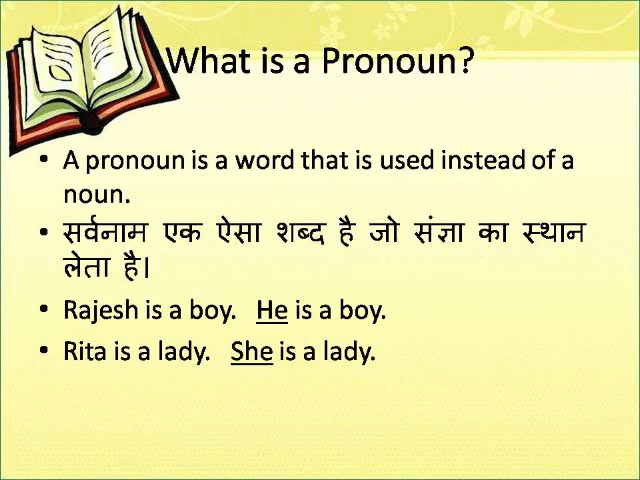 What is a Pronoun?
• A pronoun is a word that is used instead of a
noun.
• सर्वनाम एक ऐसा शब्द है जो संज्ञा का स्थान
लेता है।
• Rajesh is a boy. He is a boy.
• Rita is a lady. She is a lady.